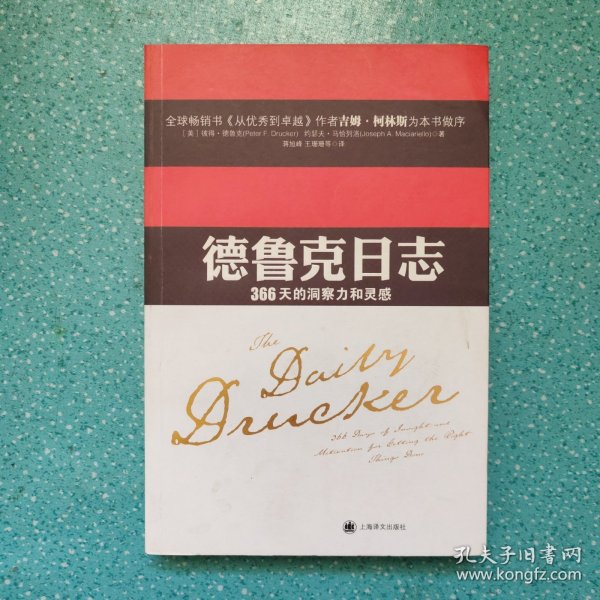 全球畅销书《从优秀到卓越》作者吉姆·柯林斯为本书做序
[美] 彼得·德鲁克(Peter F. Drucker) 约瑟夫·马恰列洛(Joseph A. Maciariello) 著
蒋旭峰 王珊珊等 译
德鲁克日志
366天的洞察力和灵感
The
Daily
Drucker
366 Days of Insight and
Motivation for Getting the Right
Things Done
上海译文出版社
孔夫子旧书网
www.kongfz.com